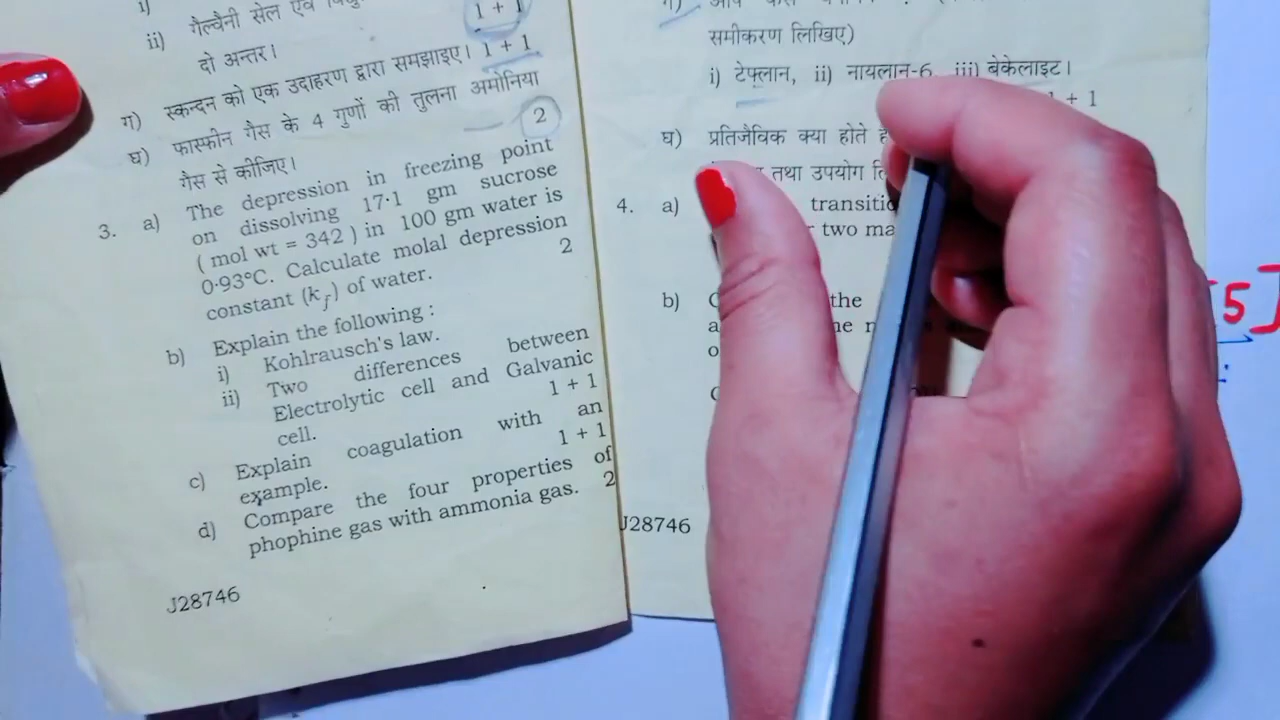 i)
ii) गैल्वैनी सेल एवं
दो अन्तर। 1 + 1
ग) स्कन्दन को एक उदाहरण द्वारा समझाइए। 1 + 1
घ) फास्फीन गैस के 4 गुणों की तुलना अमोनिया
गैस से कीजिए। 2
3. a) The depression in freezing point
on dissolving 17·1 gm sucrose
( mol wt = 342 ) in 100 gm water is
0·93°C. Calculate molal depression
constant (kf) of water. 2
b) Explain the following :
i) Kohlrausch's law.
ii) Two differences between
Electrolytic cell and Galvanic
cell. 1 + 1
c) Explain coagulation with an
example. 1 + 1
d) Compare the four properties of
phophine gas with ammonia gas. 2
J28746
समीकरण लिखिए)
i) टेफ्लान, ii) नायलान-6, iii) बेकेलाइट।
1 + 1
घ) प्रतिजैविक क्या होते
तथा उपयोग
4. a) transitio
two ma
b) the
J28746
[5]